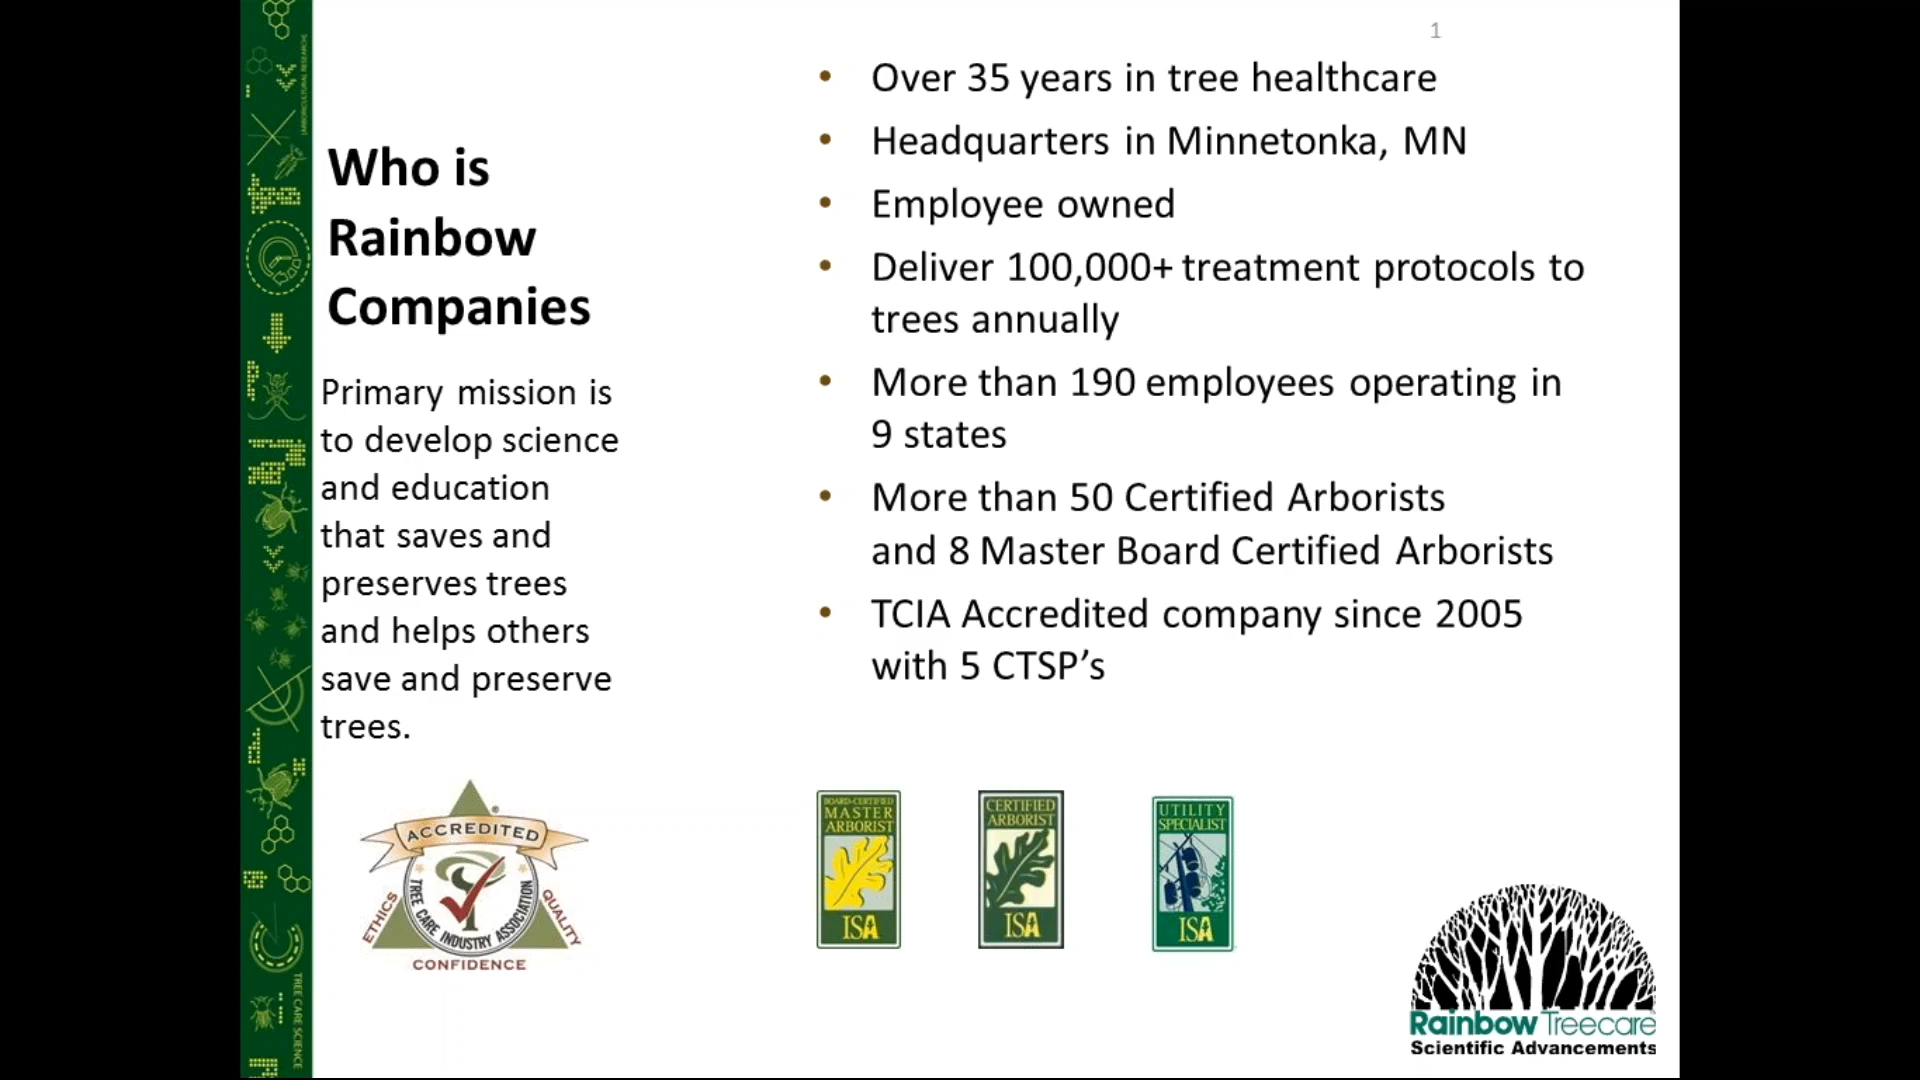 1
Who is
Rainbow
Companies
Primary mission is
to develop science
and education
that saves and
preserves trees
and helps others
save and preserve
trees.
• Over 35 years in tree healthcare
• Headquarters in Minnetonka, MN
• Employee owned
• Deliver 100,000+ treatment protocols to
trees annually
• More than 190 employees operating in
9 states
• More than 50 Certified Arborists
and 8 Master Board Certified Arborists
• TCIA Accredited company since 2005
with 5 CTSP’s
ACCREDITED
®
TREE CARE INDUSTRY ASSOCIATION
ETHICS
QUALITY
CONFIDENCE
BOARD-CERTIFIED
MASTER
ARBORIST
ISA
CERTIFIED
ARBORIST
ISA
UTILITY
SPECIALIST
ISA
Rainbow Treecare
Scientific Advancements
TREE CARE SCIENCE